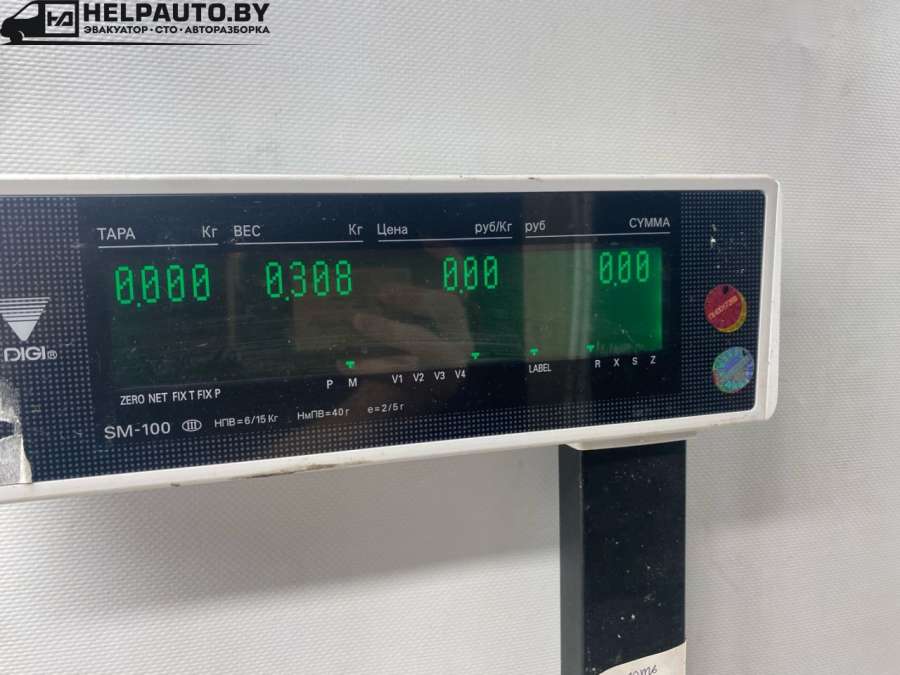 HELPAUTO.BY
ЭВАКУАТОР·СТО·АВТОРАЗБОРКА
ТАРА Кг ВЕС Кг Цена руб/Кг руб СУММА
0.000 0.308 0.00 0.00
DIGI®
P M V1 V2 V3 V4 LABEL R X S Z
ZERO NET FIX T FIX P
SM-100 III НПВ=6/15 Кг НмПВ=40 г e=2/5 г